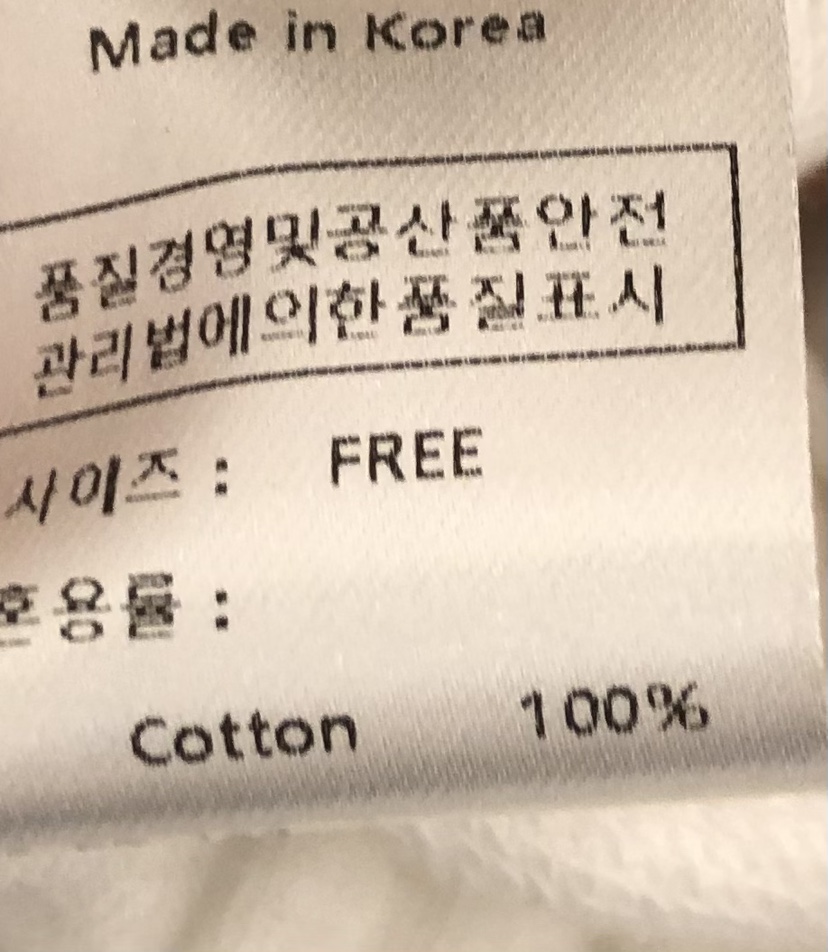 Made in Korea
품질경영및공산품안전
관리법에의한품질표시
사이즈 : FREE
혼용률 :
Cotton 100%